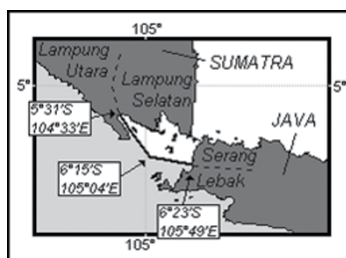 105°
Lampung
Utara
SUMATRA
Lampung
Selatan
5°
5°
5°31'S
104°33'E
JAVA
Serang
6°15'S
105°04'E
Lebak
6°23'S
105°49'E
105°